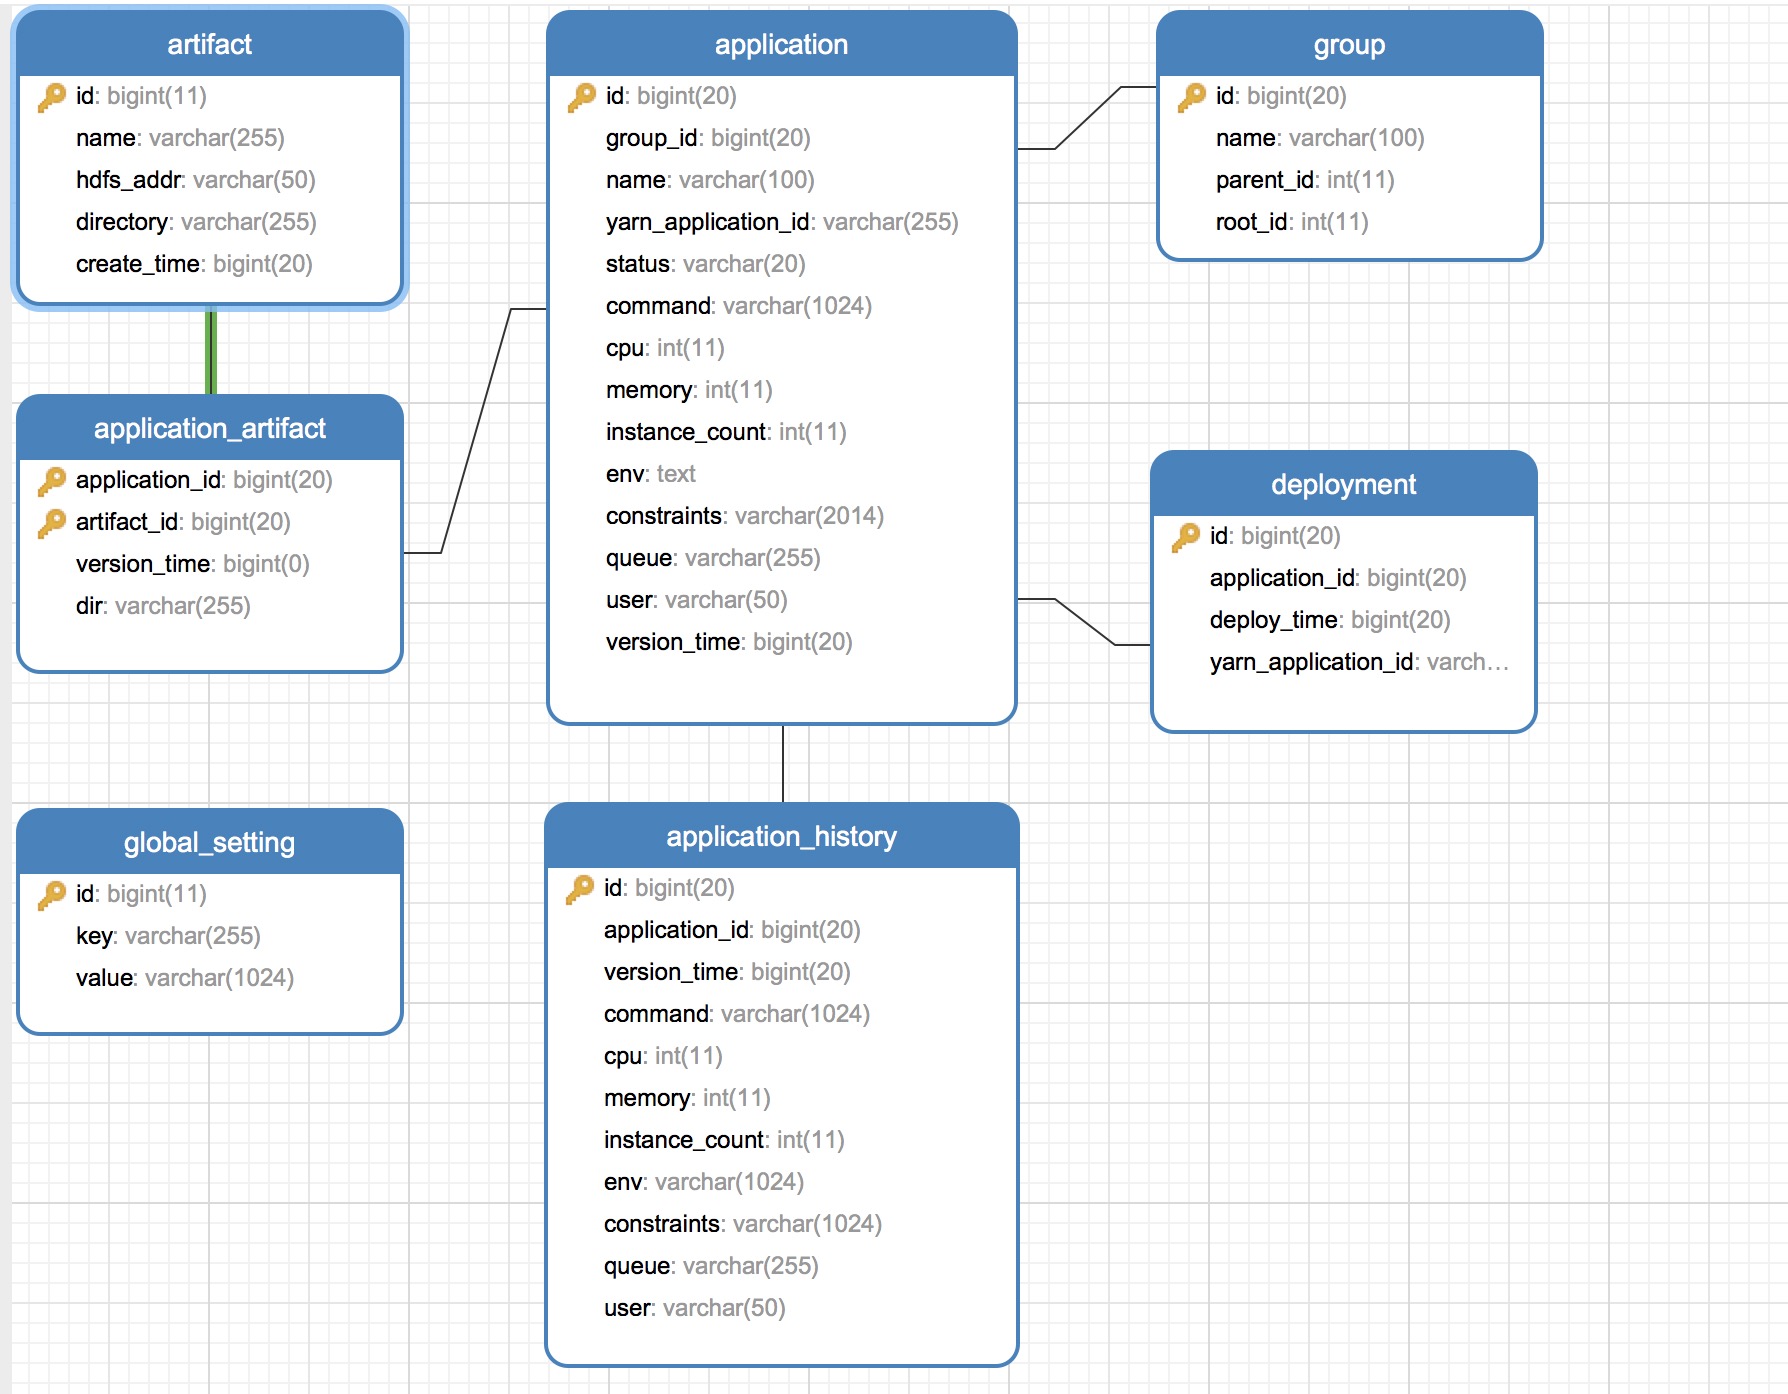 artifact
id: bigint(11)
name: varchar(255)
hdfs_addr: varchar(50)
directory: varchar(255)
create_time: bigint(20)
application_artifact
application_id: bigint(20)
artifact_id: bigint(20)
version_time: bigint(0)
dir: varchar(255)
global_setting
id: bigint(11)
key: varchar(255)
value: varchar(1024)
application
id: bigint(20)
group_id: bigint(20)
name: varchar(100)
yarn_application_id: varchar(255)
status: varchar(20)
command: varchar(1024)
cpu: int(11)
memory: int(11)
instance_count: int(11)
env: text
constraints: varchar(2014)
queue: varchar(255)
user: varchar(50)
version_time: bigint(20)
application_history
id: bigint(20)
application_id: bigint(20)
version_time: bigint(20)
command: varchar(1024)
cpu: int(11)
memory: int(11)
instance_count: int(11)
env: varchar(1024)
constraints: varchar(1024)
queue: varchar(255)
user: varchar(50)
group
id: bigint(20)
name: varchar(100)
parent_id: int(11)
root_id: int(11)
deployment
id: bigint(20)
application_id: bigint(20)
deploy_time: bigint(20)
yarn_application_id: varch...